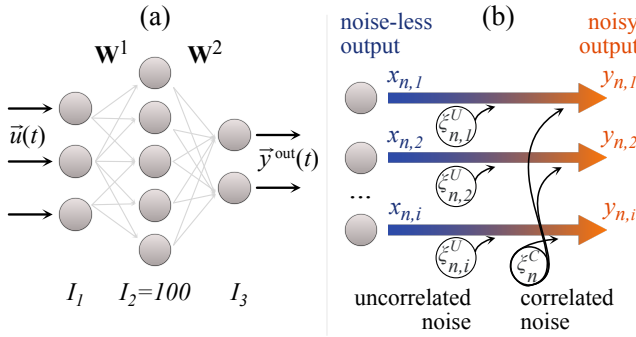 (a)
W¹ W²
u⃗(t)
y⃗ᵒᵘᵗ(t)
I₁ I₂=100 I₃
(b)
noise-less
output
noisy
output
xₙ,₁ yₙ,₁
ξᵁₙ,₁
xₙ,₂ yₙ,₂
ξᵁₙ,₂
...
xₙ,ᵢ yₙ,ᵢ
ξᵁₙ,ᵢ
ξᶜₙ
uncorrelated
noise
correlated
noise